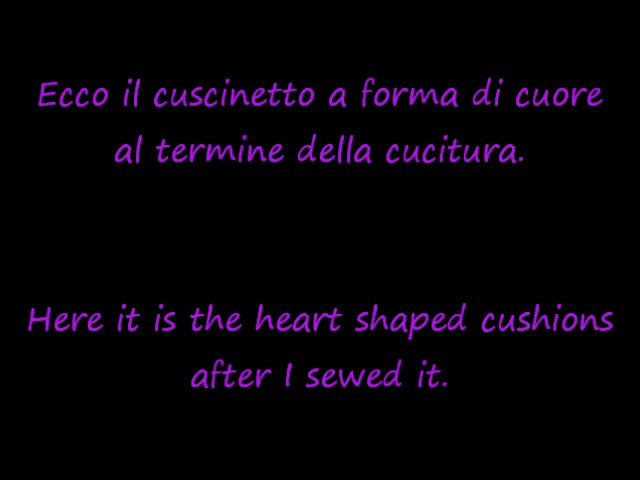 Ecco il cuscinetto a forma di cuore
al termine della cucitura.
Here it is the heart shaped cushions
after I sewed it.